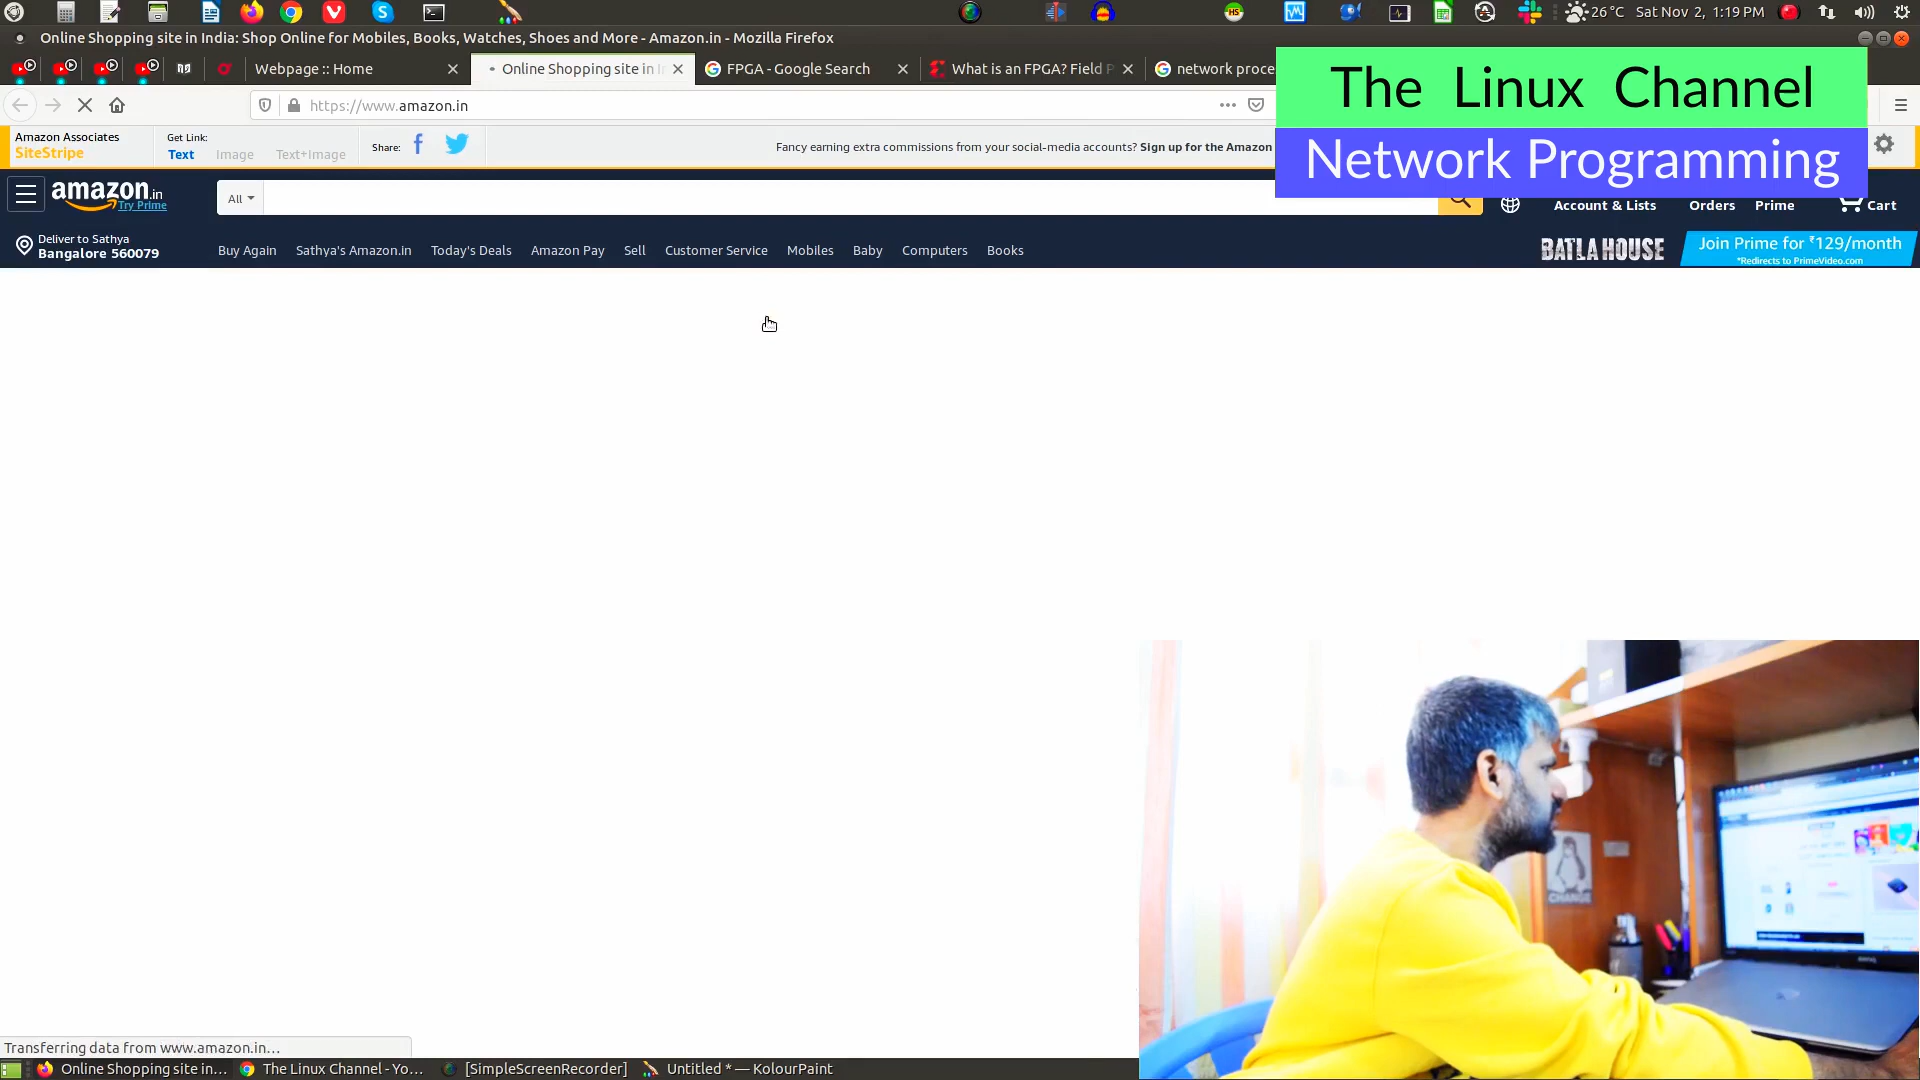 26°C Sat Nov 2, 1:19 PM
Online Shopping site in India: Shop Online for Mobiles, Books, Watches, Shoes and More - Amazon.in - Mozilla Firefox
Webpage :: Home
Online Shopping site in I
FPGA - Google Search
What is an FPGA? Field P
network proce
The Linux Channel
Network Programming
https://www.amazon.in
Amazon Associates
SiteStripe
Get Link:
Text Image Text+Image
Share:
Fancy earning extra commissions from your social-media accounts? Sign up for the Amazon
amazon.in
Try Prime
All
Account & Lists Orders Prime Cart
Deliver to Sathya
Bangalore 560079
Buy Again Sathya's Amazon.in Today's Deals Amazon Pay Sell Customer Service Mobiles Baby Computers Books
BATLA HOUSE
Join Prime for ₹129/month
*Redirects to PrimeVideo.com
CHANGE
Transferring data from www.amazon.in...
Online Shopping site in... The Linux Channel - Yo... [SimpleScreenRecorder] Untitled * — KolourPaint